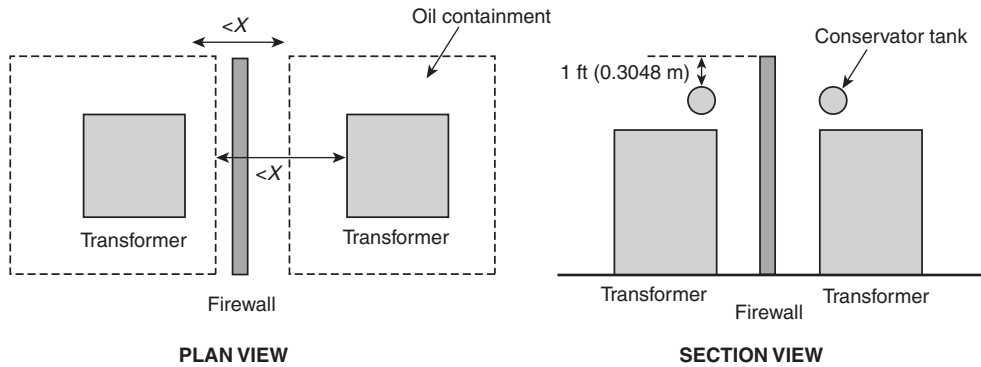 <X
Oil containment
<X
Transformer
Transformer
Firewall
PLAN VIEW
Conservator tank
1 ft (0.3048 m)
Transformer
Transformer
Firewall
SECTION VIEW